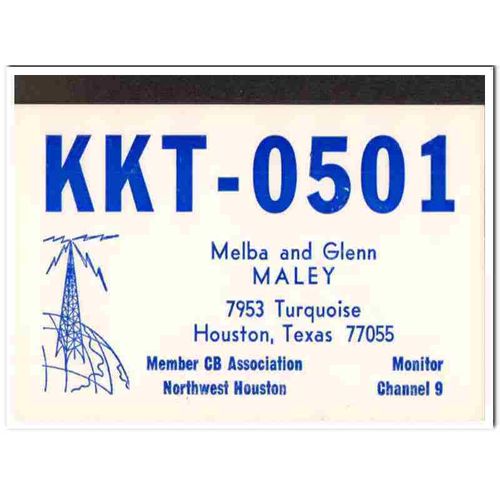 KKT-0501
Melba and Glenn
MALEY
7953 Turquoise
Houston, Texas 77055
Member CB Association
Northwest Houston
Monitor
Channel 9